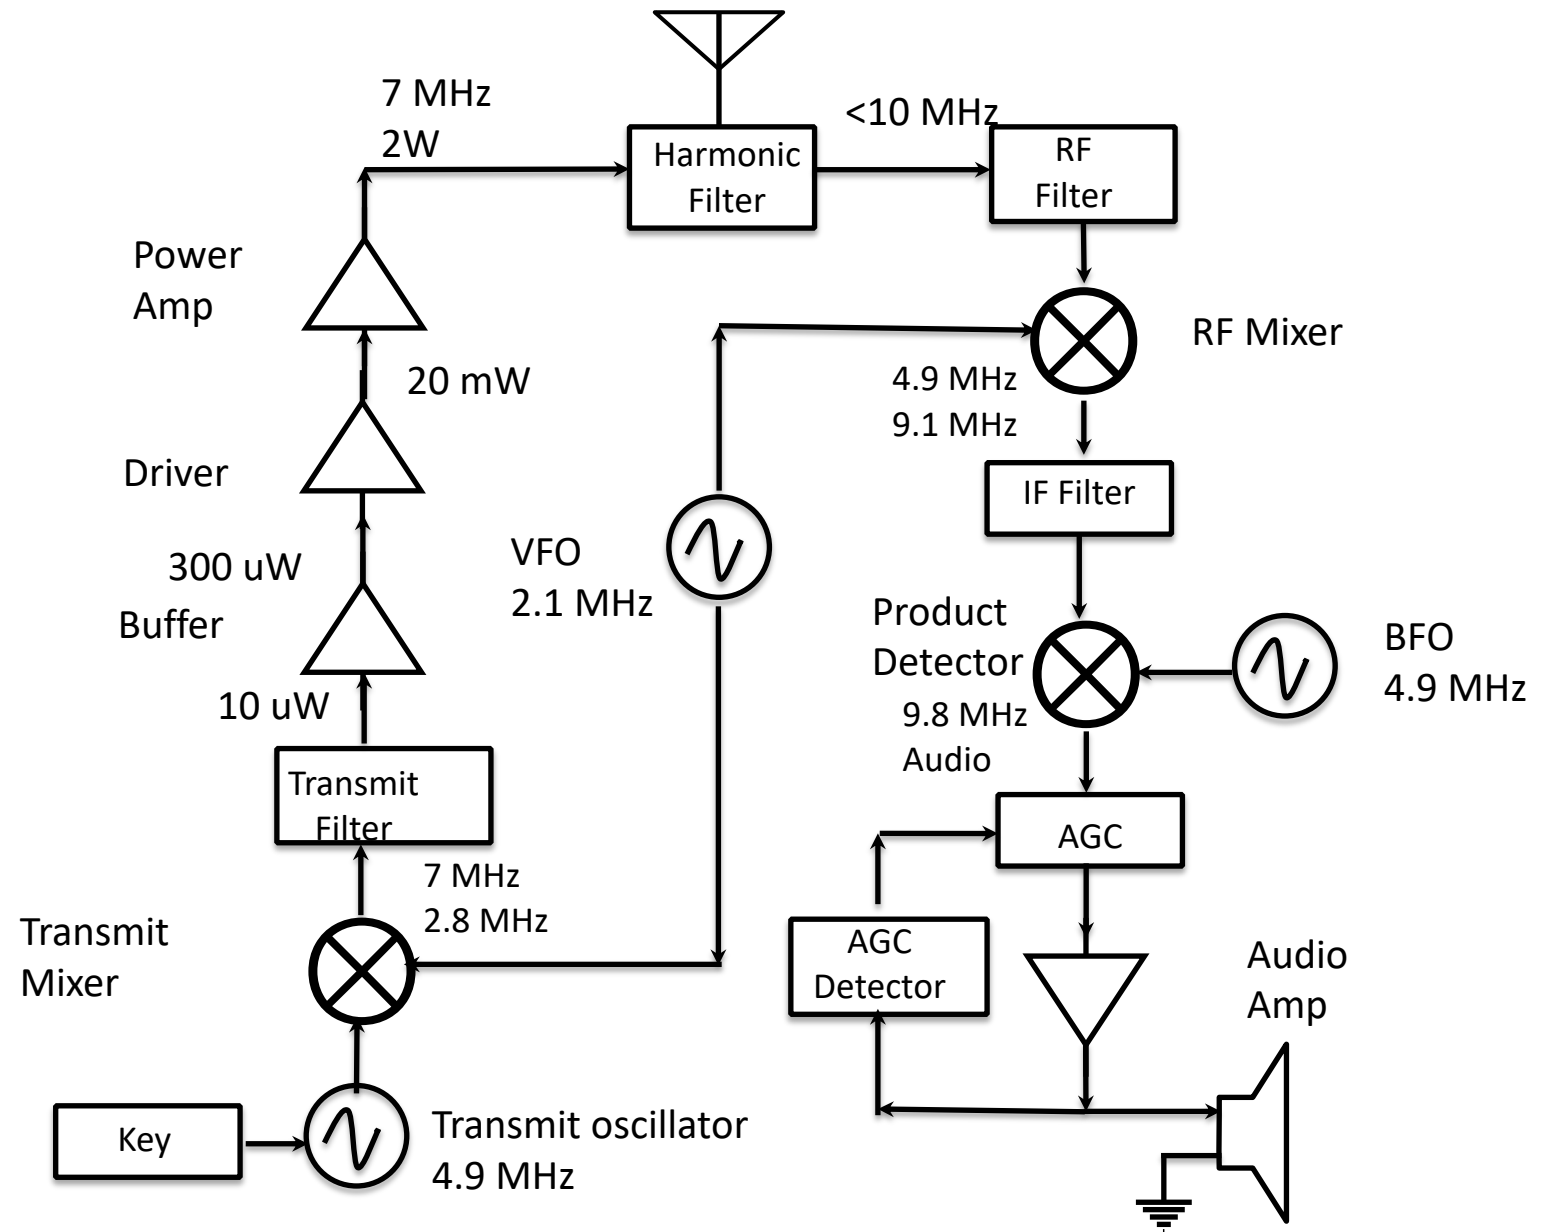 7 MHz
2W
<10 MHz
Harmonic
Filter
RF
Filter
Power
Amp
RF Mixer
20 mW
4.9 MHz
9.1 MHz
Driver
IF Filter
300 uW
VFO
2.1 MHz
Buffer
Product
Detector
BFO
4.9 MHz
10 uW
9.8 MHz
Audio
Transmit
Filter
AGC
7 MHz
2.8 MHz
Transmit
Mixer
AGC
Detector
Audio
Amp
Key
Transmit oscillator
4.9 MHz